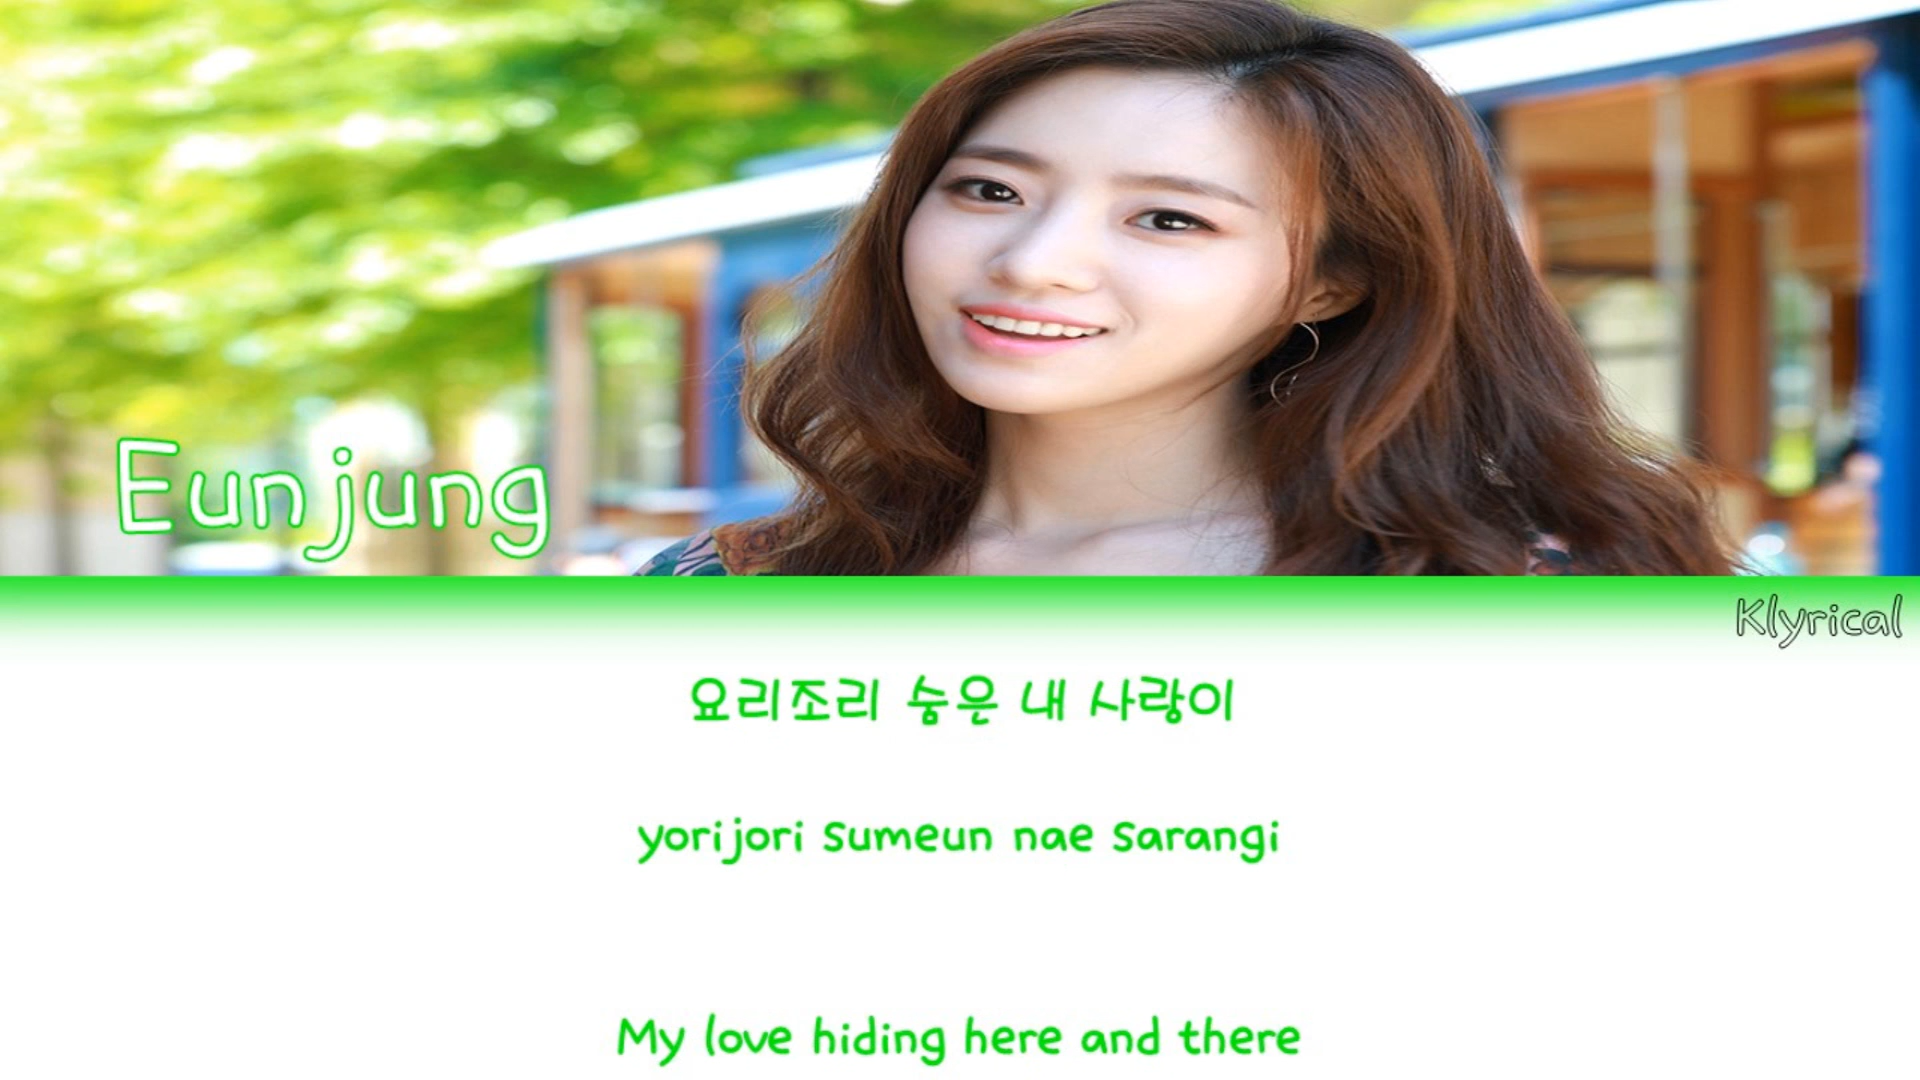 Eunjung
Klyrical
요리조리 숨은 내 사랑이
yorijori sumeun nae sarangi
My love hiding here and there